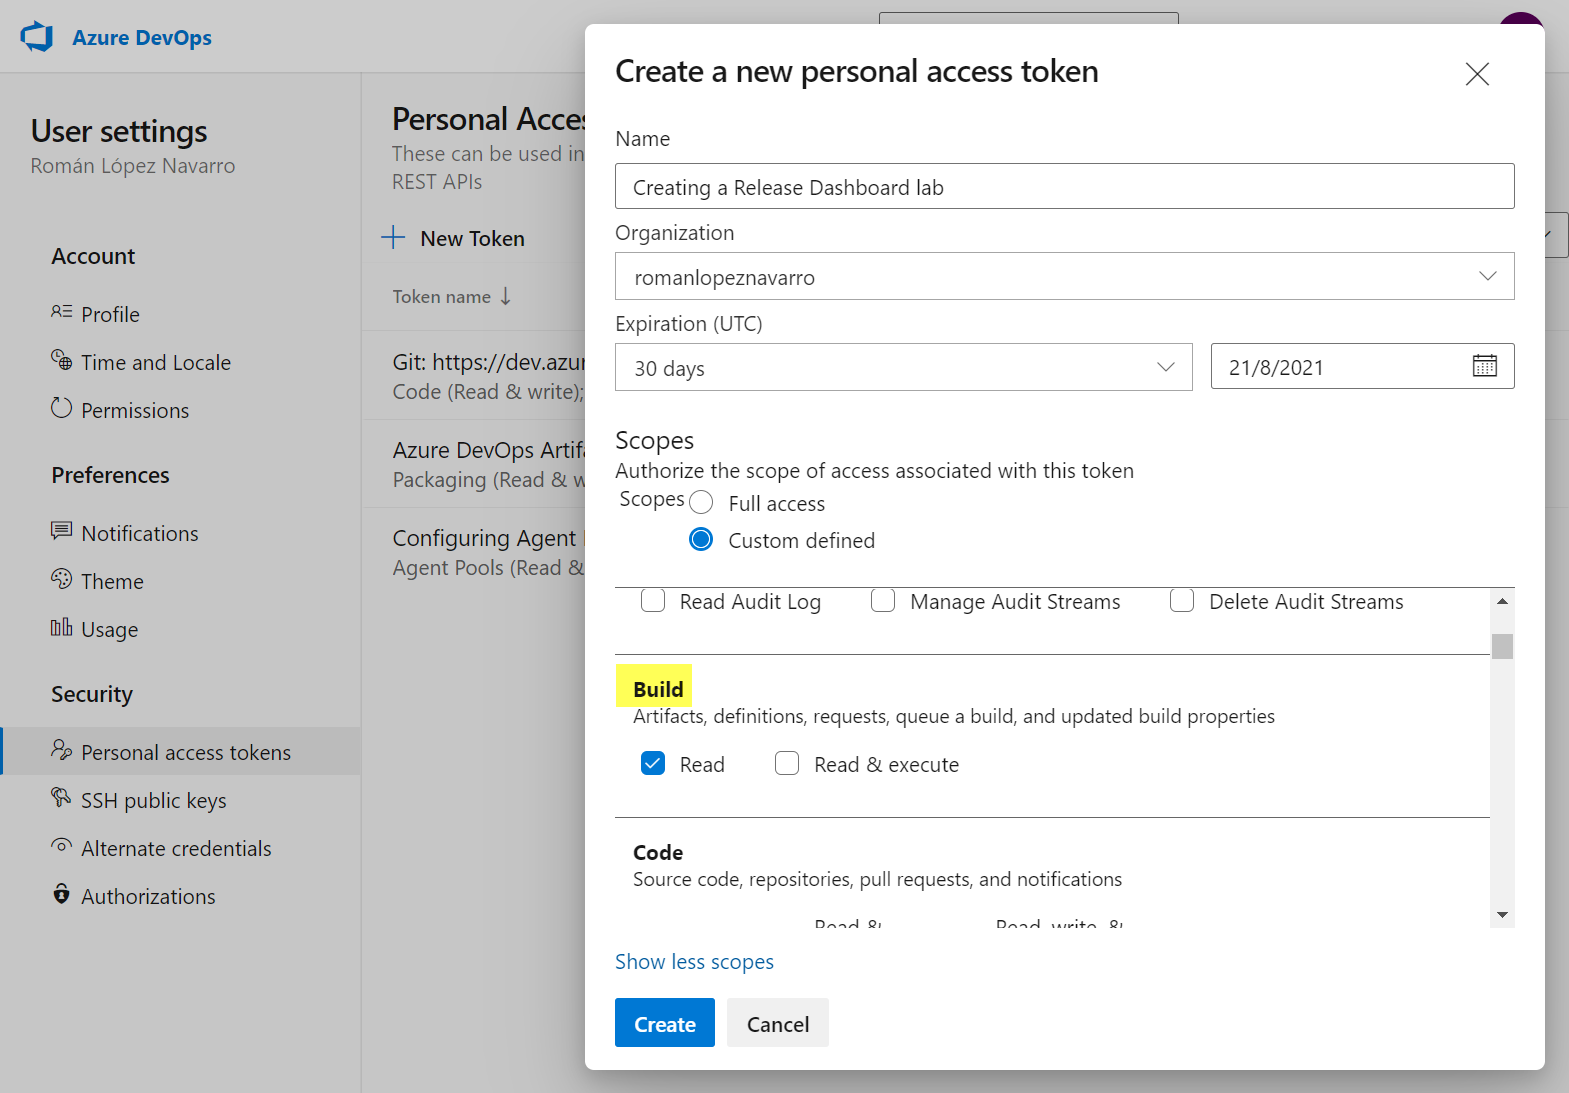 Azure DevOps
User settings
Román López Navarro
Account
Profile
Time and Locale
Permissions
Preferences
Notifications
Theme
Usage
Security
Personal access tokens
SSH public keys
Alternate credentials
Authorizations
Personal Acces
These can be used in
REST APIs
New Token
Token name
Git: https://dev.azur
Code (Read & write);
Azure DevOps Artif
Packaging (Read & w
Configuring Agent
Agent Pools (Read &
Create a new personal access token
Name
Creating a Release Dashboard lab
Organization
romanlopeznavarro
Expiration (UTC)
30 days
21/8/2021
Scopes
Authorize the scope of access associated with this token
Scopes
Full access
Custom defined
Read Audit Log Manage Audit Streams Delete Audit Streams
Build
Artifacts, definitions, requests, queue a build, and updated build properties
Read Read & execute
Code
Source code, repositories, pull requests, and notifications
Read & Read, write, &
Show less scopes
Create Cancel